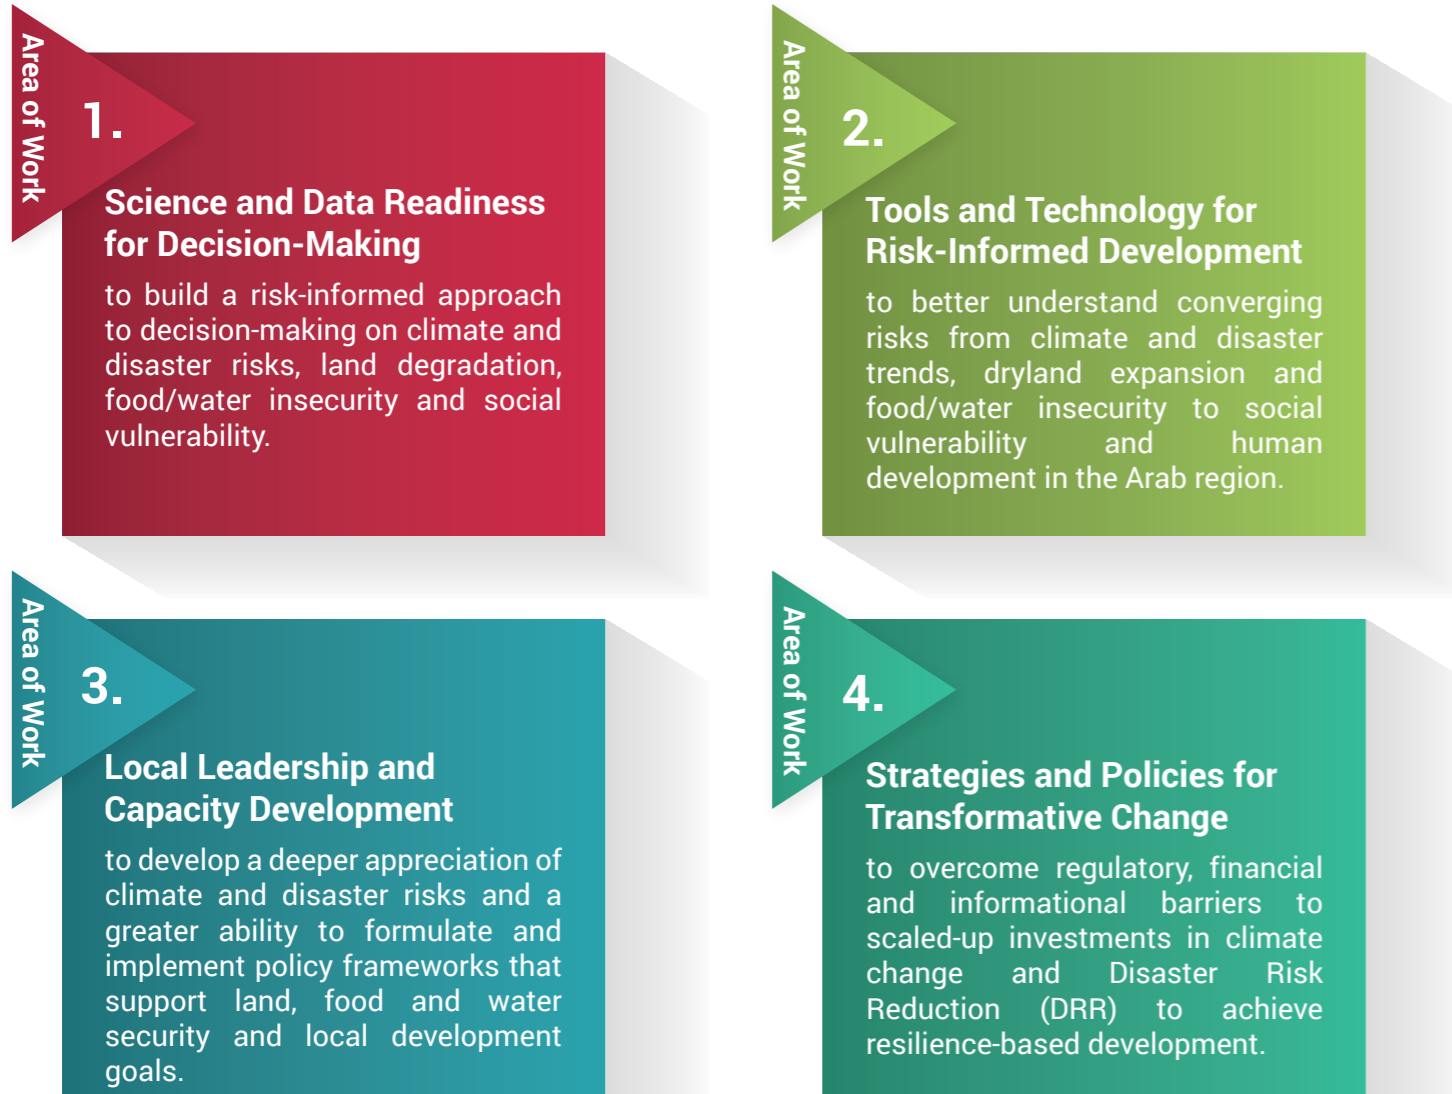 Area of Work
1.
Science and Data Readiness
for Decision-Making
to build a risk-informed approach
to decision-making on climate and
disaster risks, land degradation,
food/water insecurity and social
vulnerability.
Area of Work
2.
Tools and Technology for
Risk-Informed Development
to better understand converging
risks from climate and disaster
trends, dryland expansion and
food/water insecurity to social
vulnerability and human
development in the Arab region.
Area of Work
3.
Local Leadership and
Capacity Development
to develop a deeper appreciation of
climate and disaster risks and a
greater ability to formulate and
implement policy frameworks that
support land, food and water
security and local development
goals.
Area of Work
4.
Strategies and Policies for
Transformative Change
to overcome regulatory, financial
and informational barriers to
scaled-up investments in climate
change and Disaster Risk
Reduction (DRR) to achieve
resilience-based development.